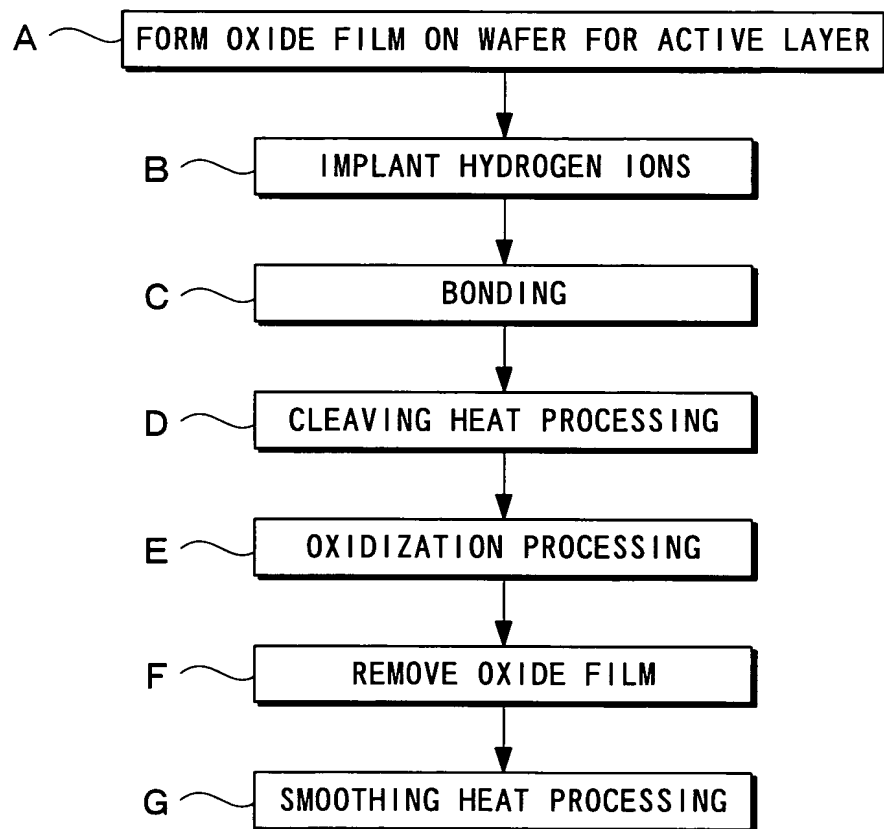 A FORM OXIDE FILM ON WAFER FOR ACTIVE LAYER
B IMPLANT HYDROGEN IONS
C BONDING
D CLEAVING HEAT PROCESSING
E OXIDIZATION PROCESSING
F REMOVE OXIDE FILM
G SMOOTHING HEAT PROCESSING